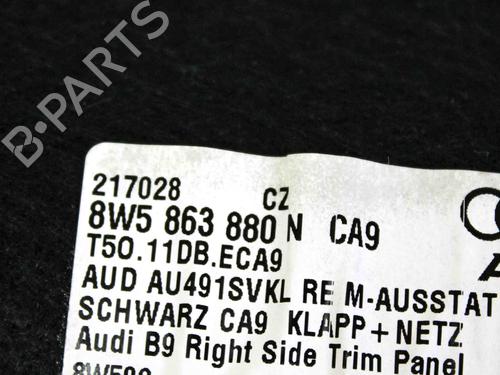 B-PARTS
217028 CZ
8W5 863 880 N CA9
T50.11DB.ECA9
AUD AU491SVKL RE M-AUSSTAT
SCHWARZ CA9 KLAPP+NETZ
Audi B9 Right Side Trim Panel